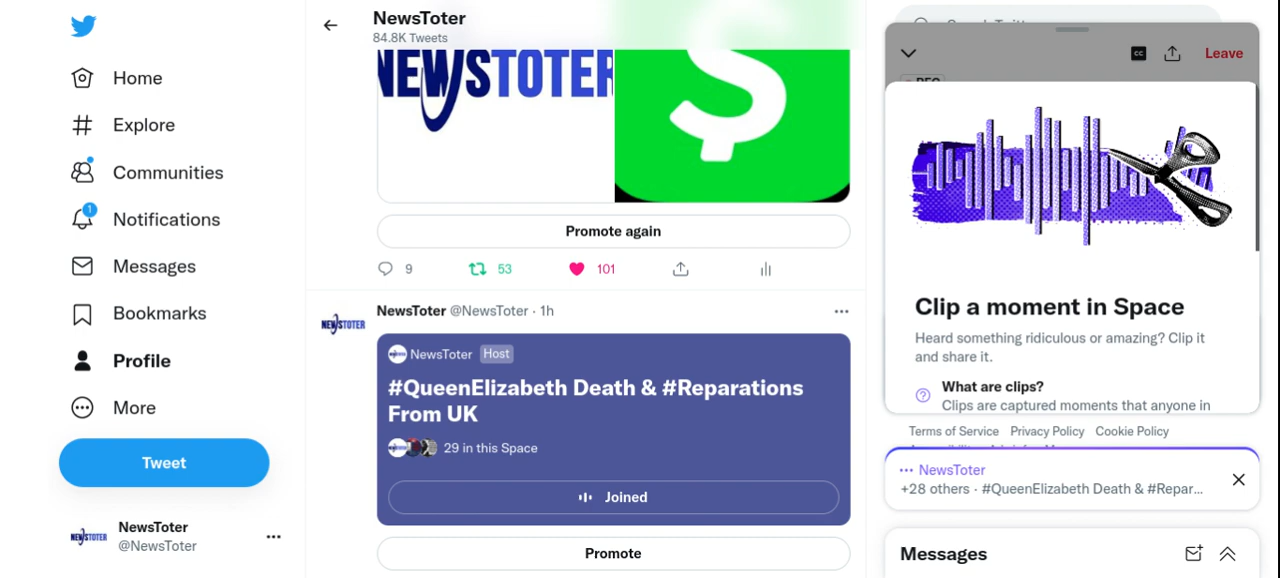 Home
Explore
Communities
1
Notifications
Messages
Bookmarks
Profile
More
Tweet
NewsToter
@NewsToter
NewsToter
84.8K Tweets
NEWSTOTER
$
Promote again
9
53
101
NEWSTOTER
NewsToter @NewsToter · 1h
NewsToter Host
#QueenElizabeth Death & #Reparations
From UK
29 in this Space
Joined
Promote
CC
Leave
REC
Clip a moment in Space
Heard something ridiculous or amazing? Clip it
and share it.
What are clips?
Clips are captured moments that anyone in
Terms of Service Privacy Policy Cookie Policy
NewsToter
+28 others · #QueenElizabeth Death & #Repar...
Messages